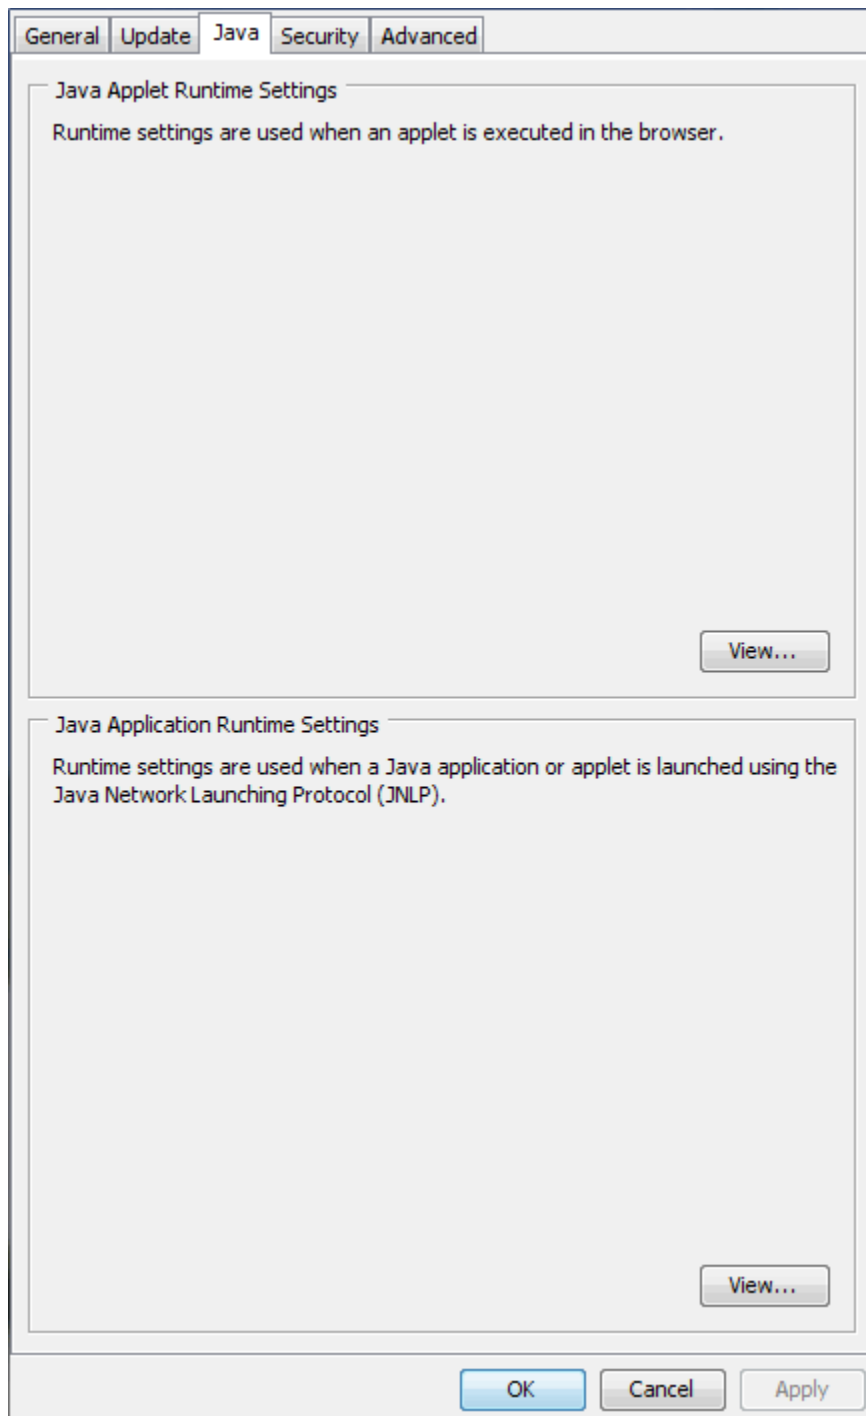 General Update Java Security Advanced
Java Applet Runtime Settings
Runtime settings are used when an applet is executed in the browser.
View...
Java Application Runtime Settings
Runtime settings are used when a Java application or applet is launched using the
Java Network Launching Protocol (JNLP).
View...
OK Cancel Apply